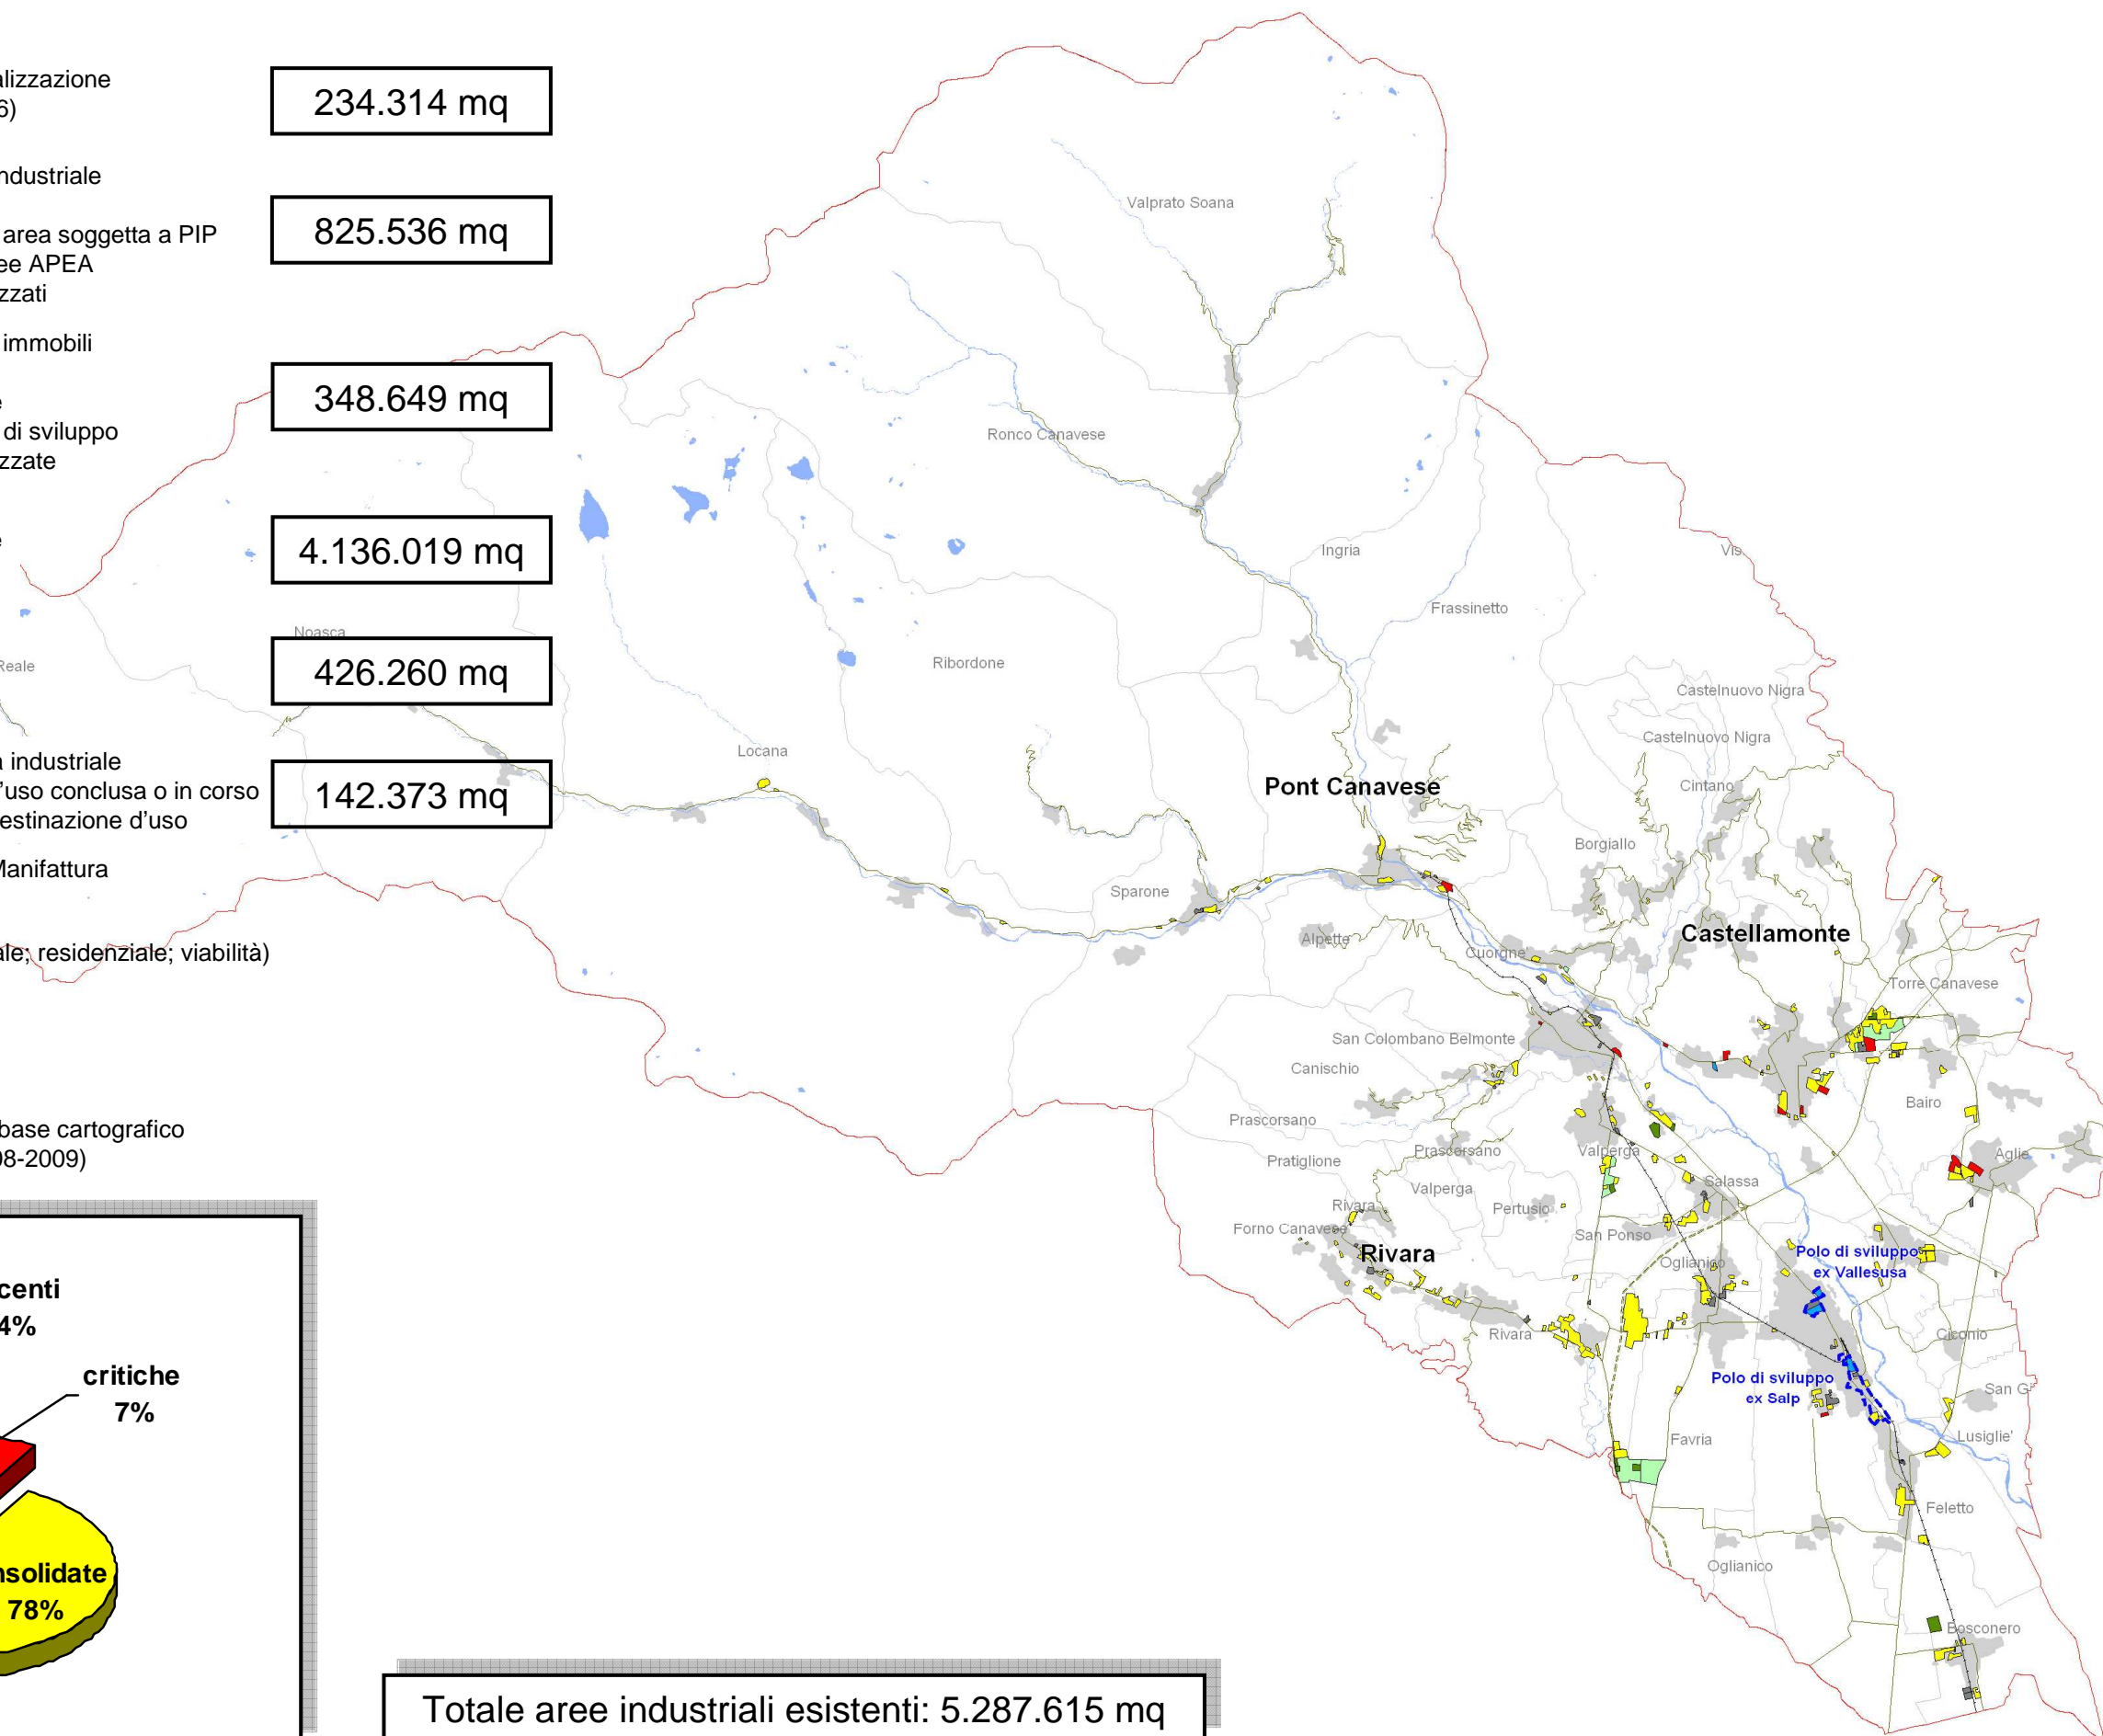 alizzazione
6)
234.314 mq
ndustriale
area soggetta a PIP
ee APEA
zzati
825.536 mq
immobili
e
di sviluppo
zzate
348.649 mq
e
4.136.019 mq
Reale
426.260 mq
a industriale
'uso conclusa o in corso
estinazione d'uso
142.373 mq
Manifattura
ale; residenziale; viabilità)
base cartografico
08-2009)
centi
4%
critiche
7%
nsolidate
78%
Totale aree industriali esistenti: 5.287.615 mq
Valprato Soana
Ronco Canavese
Ingria
Vis
Frassinetto
Noasca
Ribordone
Castelnuovo Nigra
Castelnuovo Nigra
Locana
Pont Canavese
Cintano
Borgiallo
Sparone
Castellamonte
Alpette
Cuorgne'
Torre Canavese
San Colombano Belmonte
Canischio
Bairo
Prascorsano
Prascorsano
Valperga
Aglie
Pratiglione
Valperga
Salassa
Rivara
Pertusio
Forno Canavese
San Ponso
Rivara
Oglianico
Polo di sviluppo
ex Vallesusa
Rivara
Ciconio
Polo di sviluppo
ex Salp
San G
Favria
Lusiglie'
Feletto
Oglianico
Bosconero